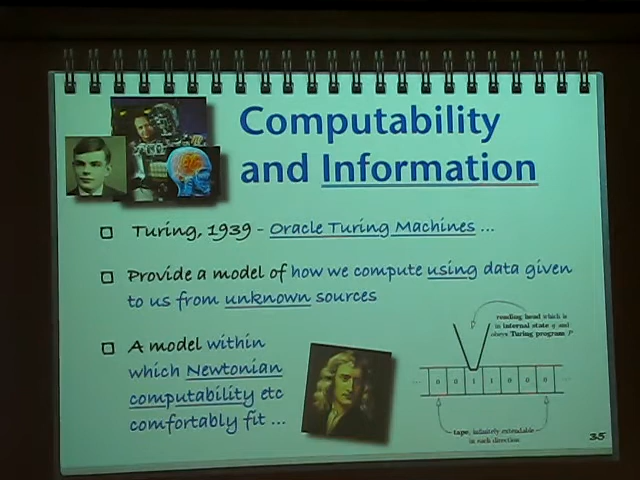 Computability
and Information
Turing, 1939 - Oracle Turing Machines ...
Provide a model of how we compute using data given
to us from unknown sources
A model within
which Newtonian
computability etc
comfortably fit ...
reading head which is
in internal state q and
obeys Turing program P
... 0 0 1 1 1 0 0 0 ...
tape, infinitely extendable
in each direction
35